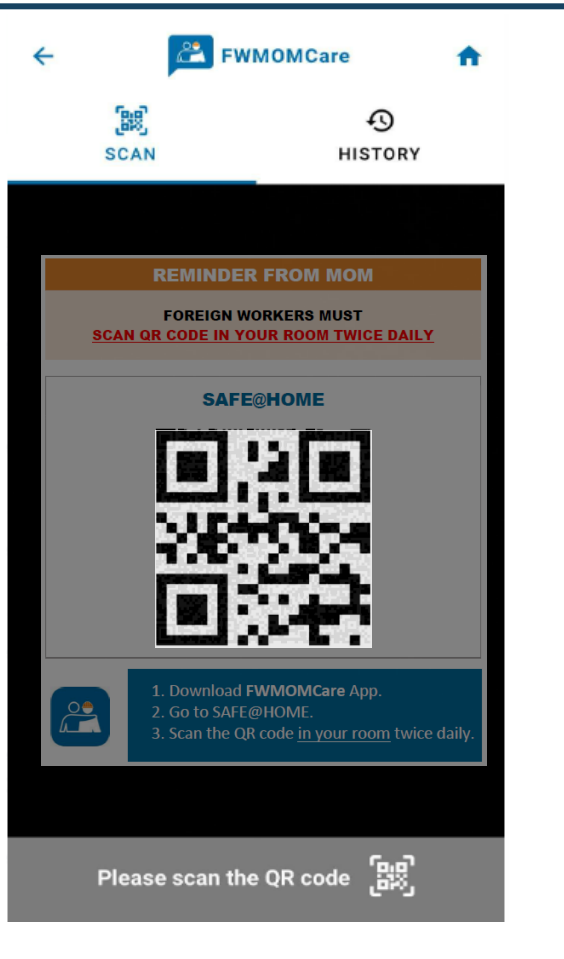 FWMOMCare
SCAN
HISTORY
REMINDER FROM MOM
FOREIGN WORKERS MUST
SCAN QR CODE IN YOUR ROOM TWICE DAILY
SAFE@HOME
1. Download FWMOMCare App.
2. Go to SAFE@HOME.
3. Scan the QR code in your room twice daily.
Please scan the QR code